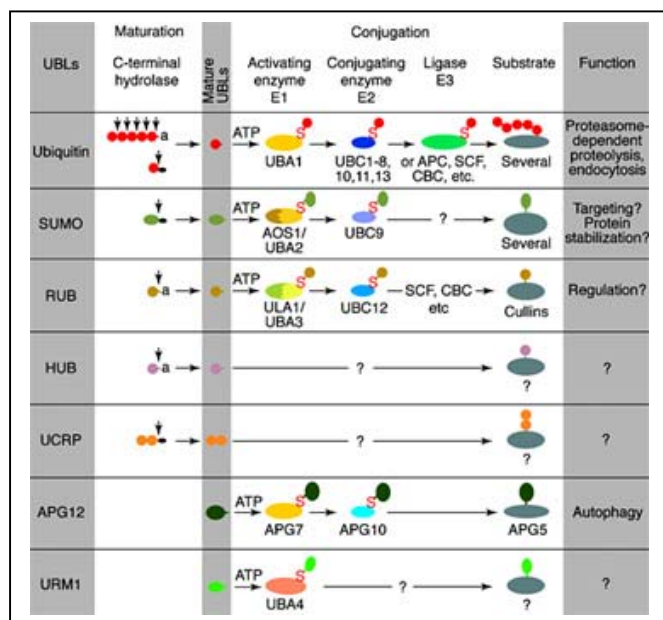 Maturation
Conjugation
UBLs
C-terminal
hydrolase
Mature
UBLs
Activating
enzyme
E1
Conjugating
enzyme
E2
Ligase
E3
Substrate
Function
Ubiquitin
a
ATP
S
UBA1
S
UBC1-8,
10,11,13
S
or APC, SCF,
CBC, etc.
Several
Proteasome-
dependent
proteolysis,
endocytosis
SUMO
ATP
S
AOS1/
UBA2
S
UBC9
?
Several
Targeting?
Protein
stabilization?
RUB
a
ATP
S
ULA1/
UBA3
S
UBC12
SCF, CBC
etc
Cullins
Regulation?
HUB
a
?
?
?
UCRP
?
?
?
APG12
ATP
S
APG7
S
APG10
APG5
Autophagy
URM1
ATP
S
UBA4
?
?
?